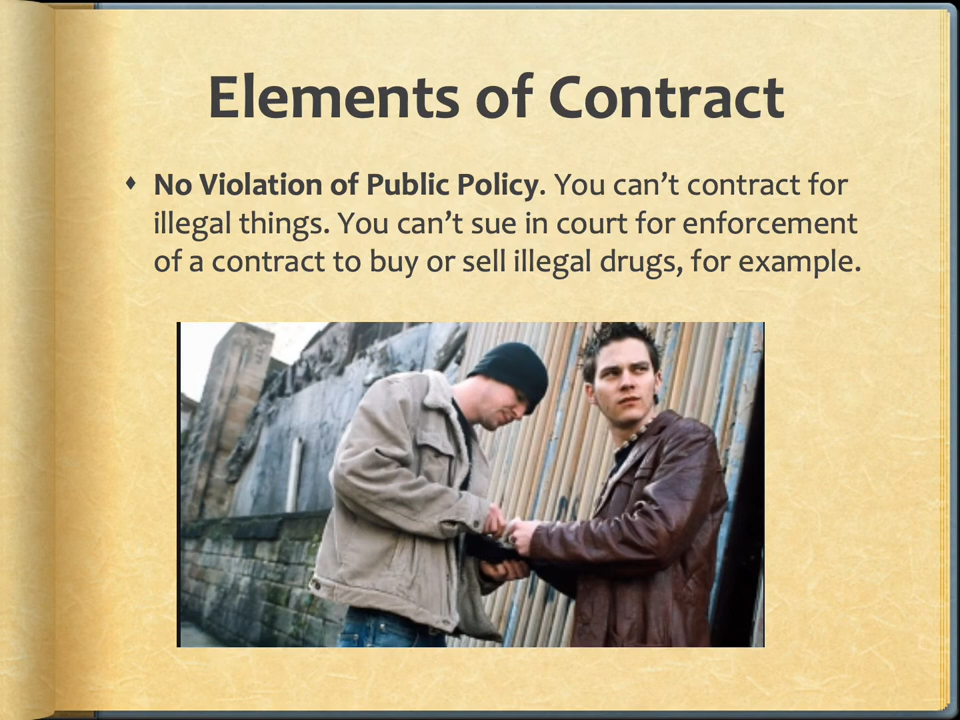 Elements of Contract
No Violation of Public Policy. You can’t contract for
illegal things. You can’t sue in court for enforcement
of a contract to buy or sell illegal drugs, for example.